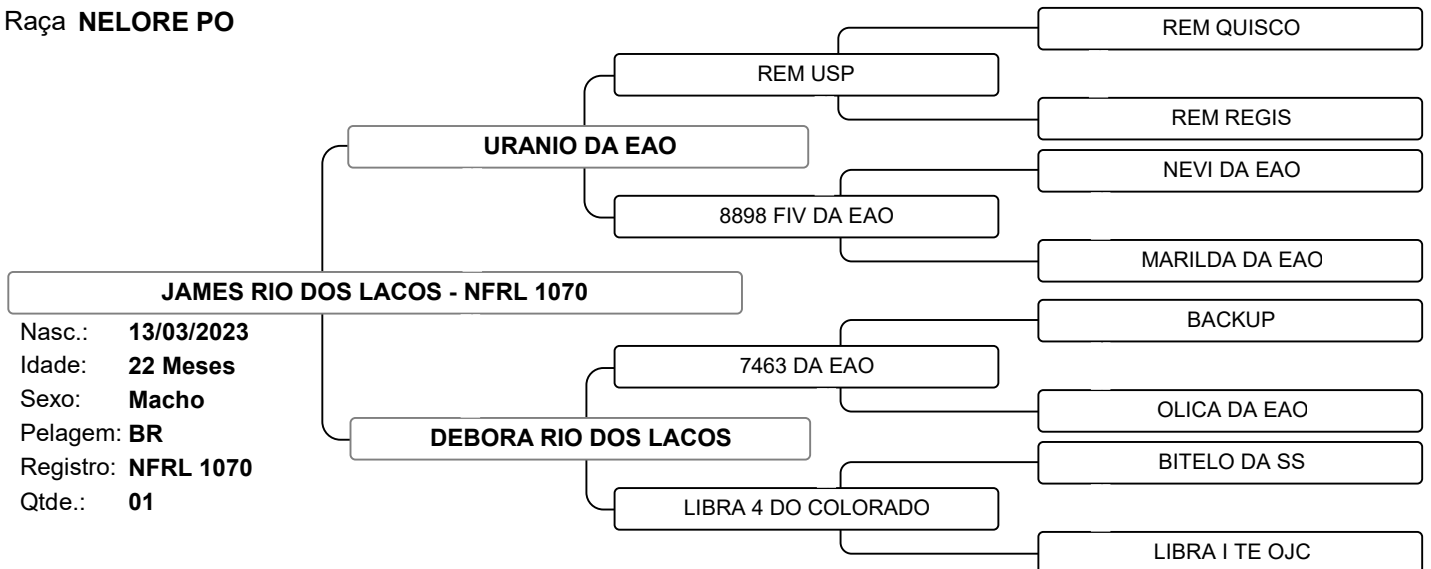 Raça NELORE PO
REM QUISCO
REM USP
REM REGIS
URANIO DA EAO
NEVI DA EAO
8898 FIV DA EAO
MARILDA DA EAO
JAMES RIO DOS LACOS - NFRL 1070
Nasc.: 13/03/2023
Idade: 22 Meses
Sexo: Macho
Pelagem: BR
Registro: NFRL 1070
Qtde.: 01
BACKUP
7463 DA EAO
OLICA DA EAO
DEBORA RIO DOS LACOS
BITELO DA SS
LIBRA 4 DO COLORADO
LIBRA I TE OJC